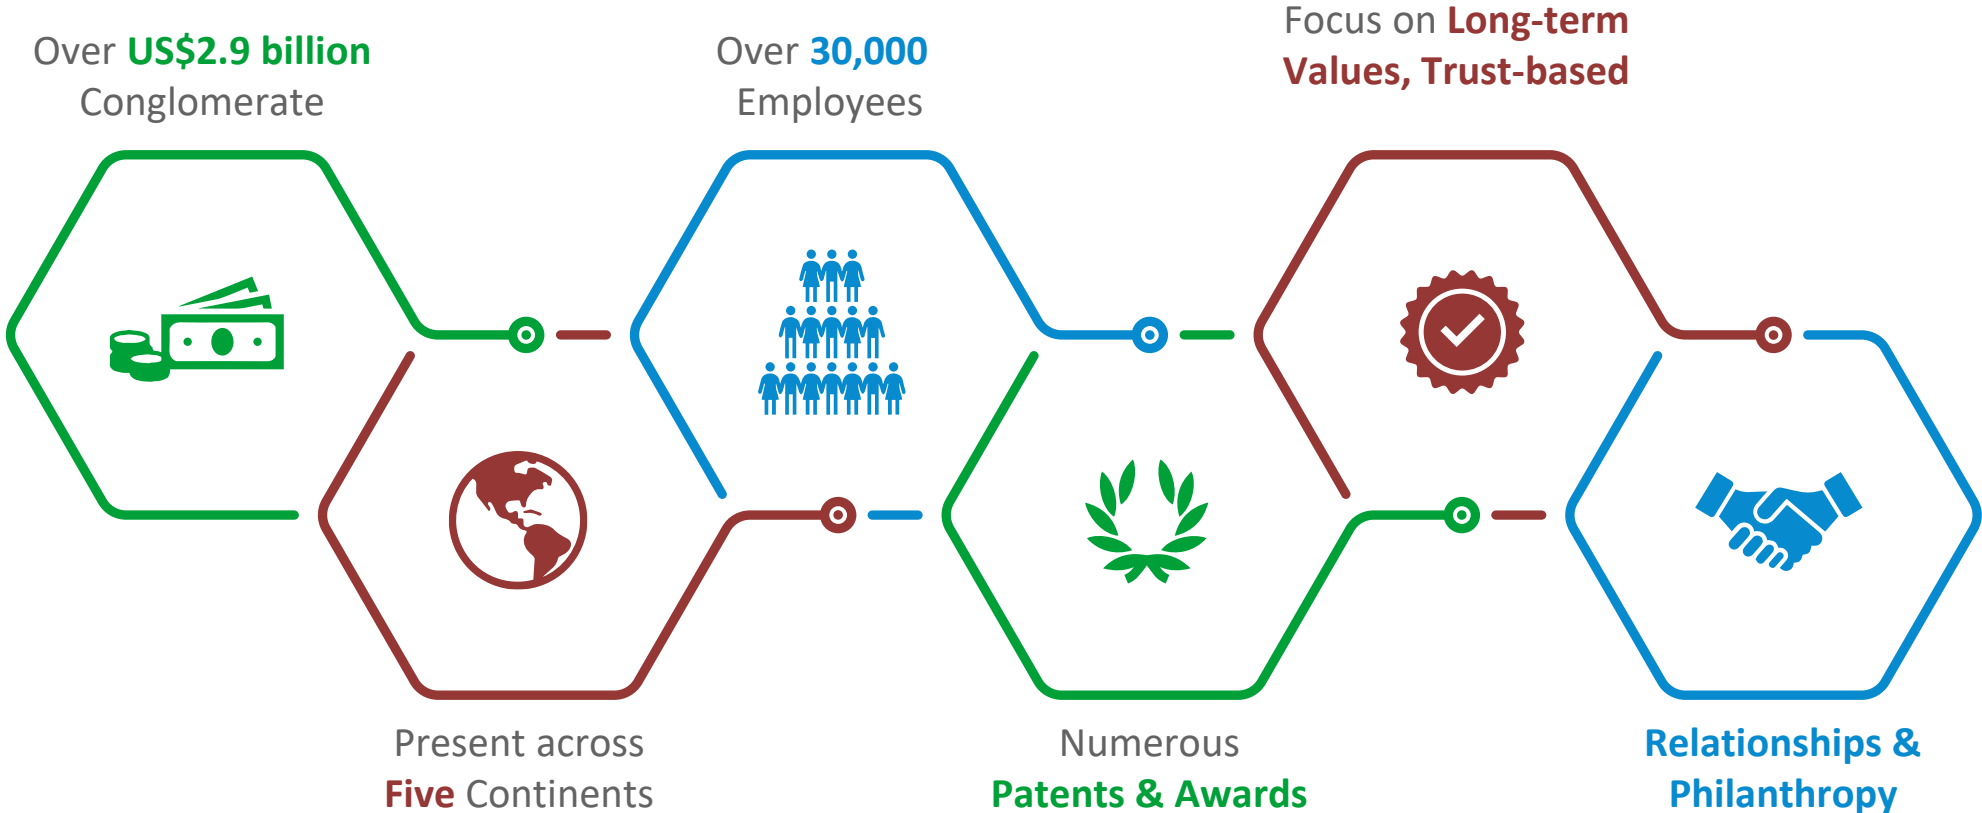 Over US$2.9 billion
Conglomerate
Present across
Five Continents
Over 30,000
Employees
Numerous
Patents & Awards
Focus on Long-term
Values, Trust-based
Relationships &
Philanthropy